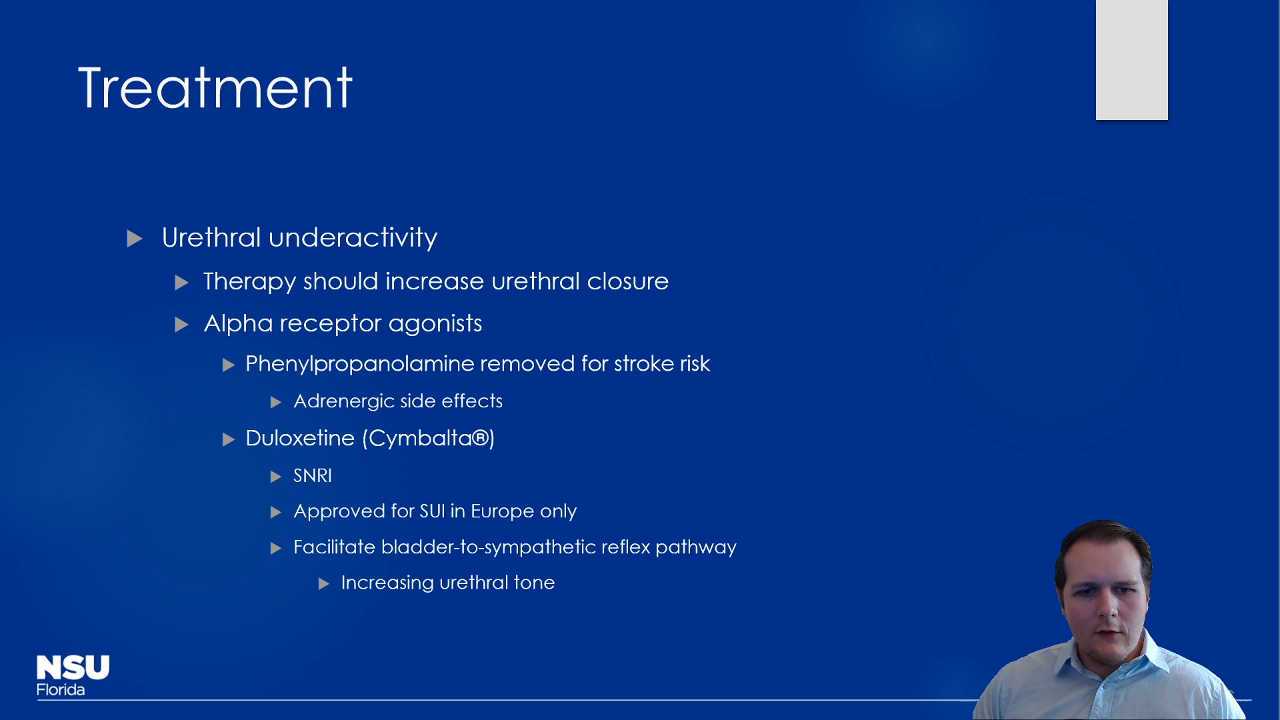 Treatment
Urethral underactivity
Therapy should increase urethral closure
Alpha receptor agonists
Phenylpropanolamine removed for stroke risk
Adrenergic side effects
Duloxetine (Cymbalta®)
SNRI
Approved for SUI in Europe only
Facilitate bladder-to-sympathetic reflex pathway
Increasing urethral tone
NSU
Florida